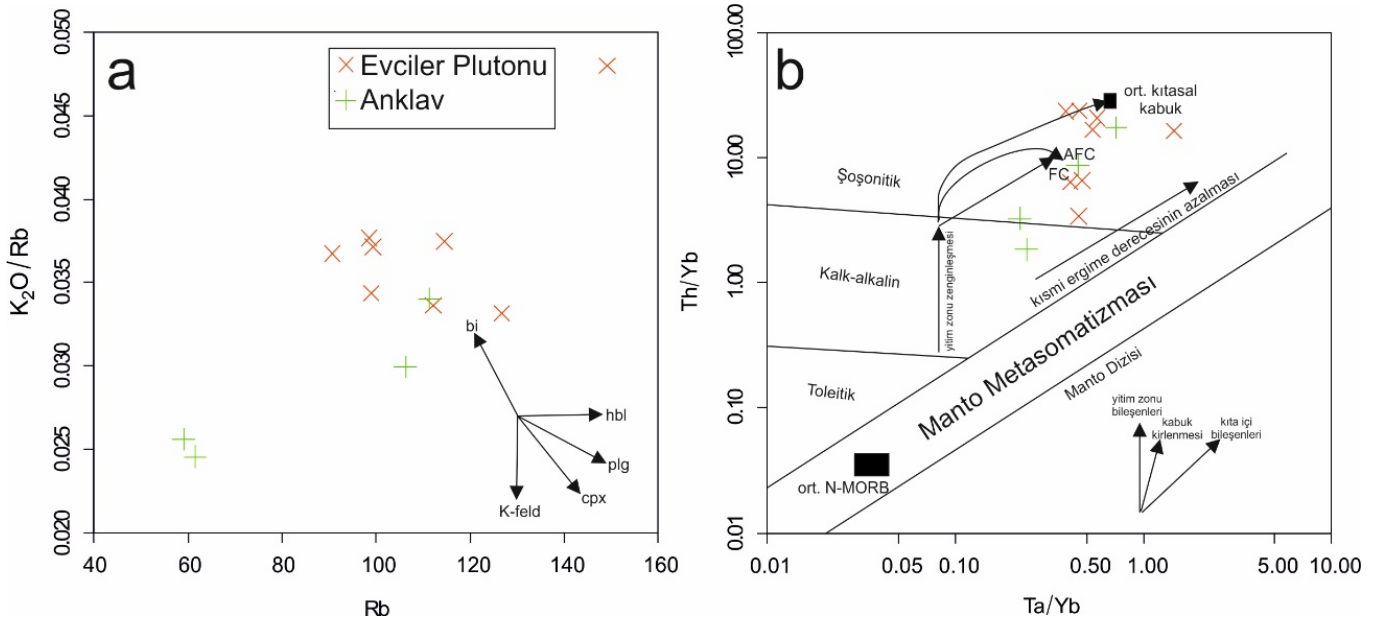 a
Evciler Plutonu
Anklav
0.050
0.045
0.040
0.035
0.030
0.025
0.020
K2O/Rb
bi
hbl
plg
cpx
K-feld
40
60
80
100
120
140
160
Rb
b
100.00
10.00
1.00
0.10
0.01
Th/Yb
ort. kıtasal
kabuk
AFC
FC
Şoşonitik
Kalk-alkalin
Toleitik
yitim zonu zenginleşmesi
kısmi ergime derecesinin azalması
Manto Metasomatizması
Manto Dizisi
ort. N-MORB
yitim zonu
bileşenleri
kabuk
kirlenmesi
kıta içi
bileşenleri
0.01
0.05
0.10
0.50
1.00
5.00
10.00
Ta/Yb